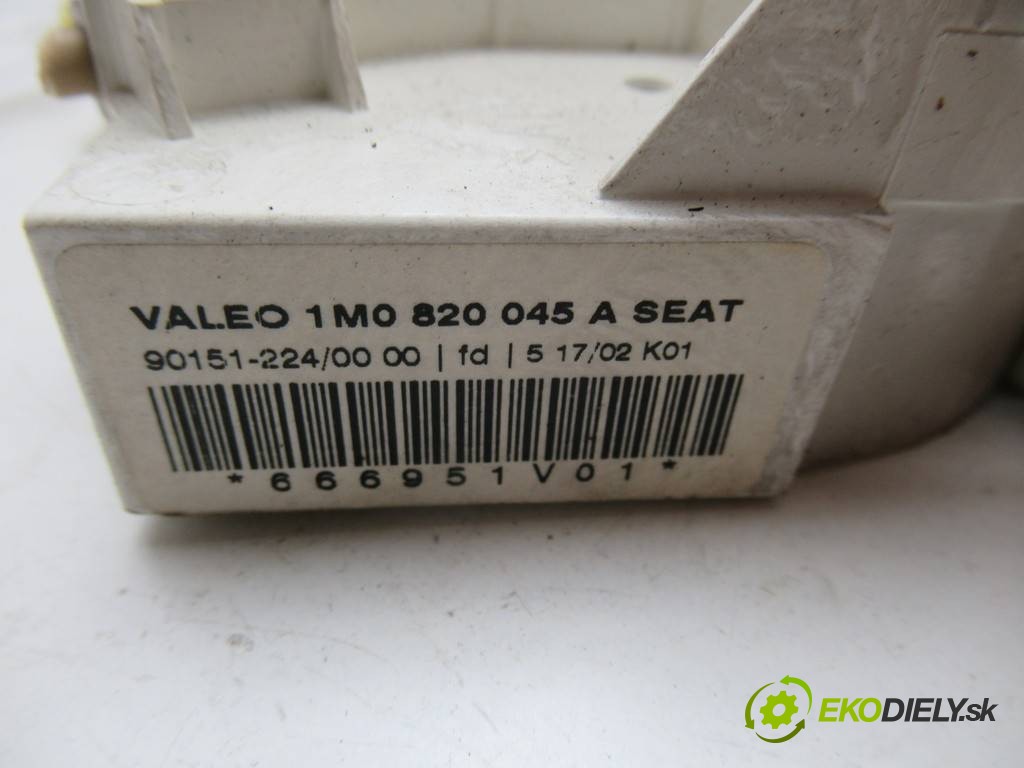 VALEO 1M0 820 045 A SEAT
90151-224/00 00 | fd | 5 17/02 K01
*666951V01*
EKODIELY.sk